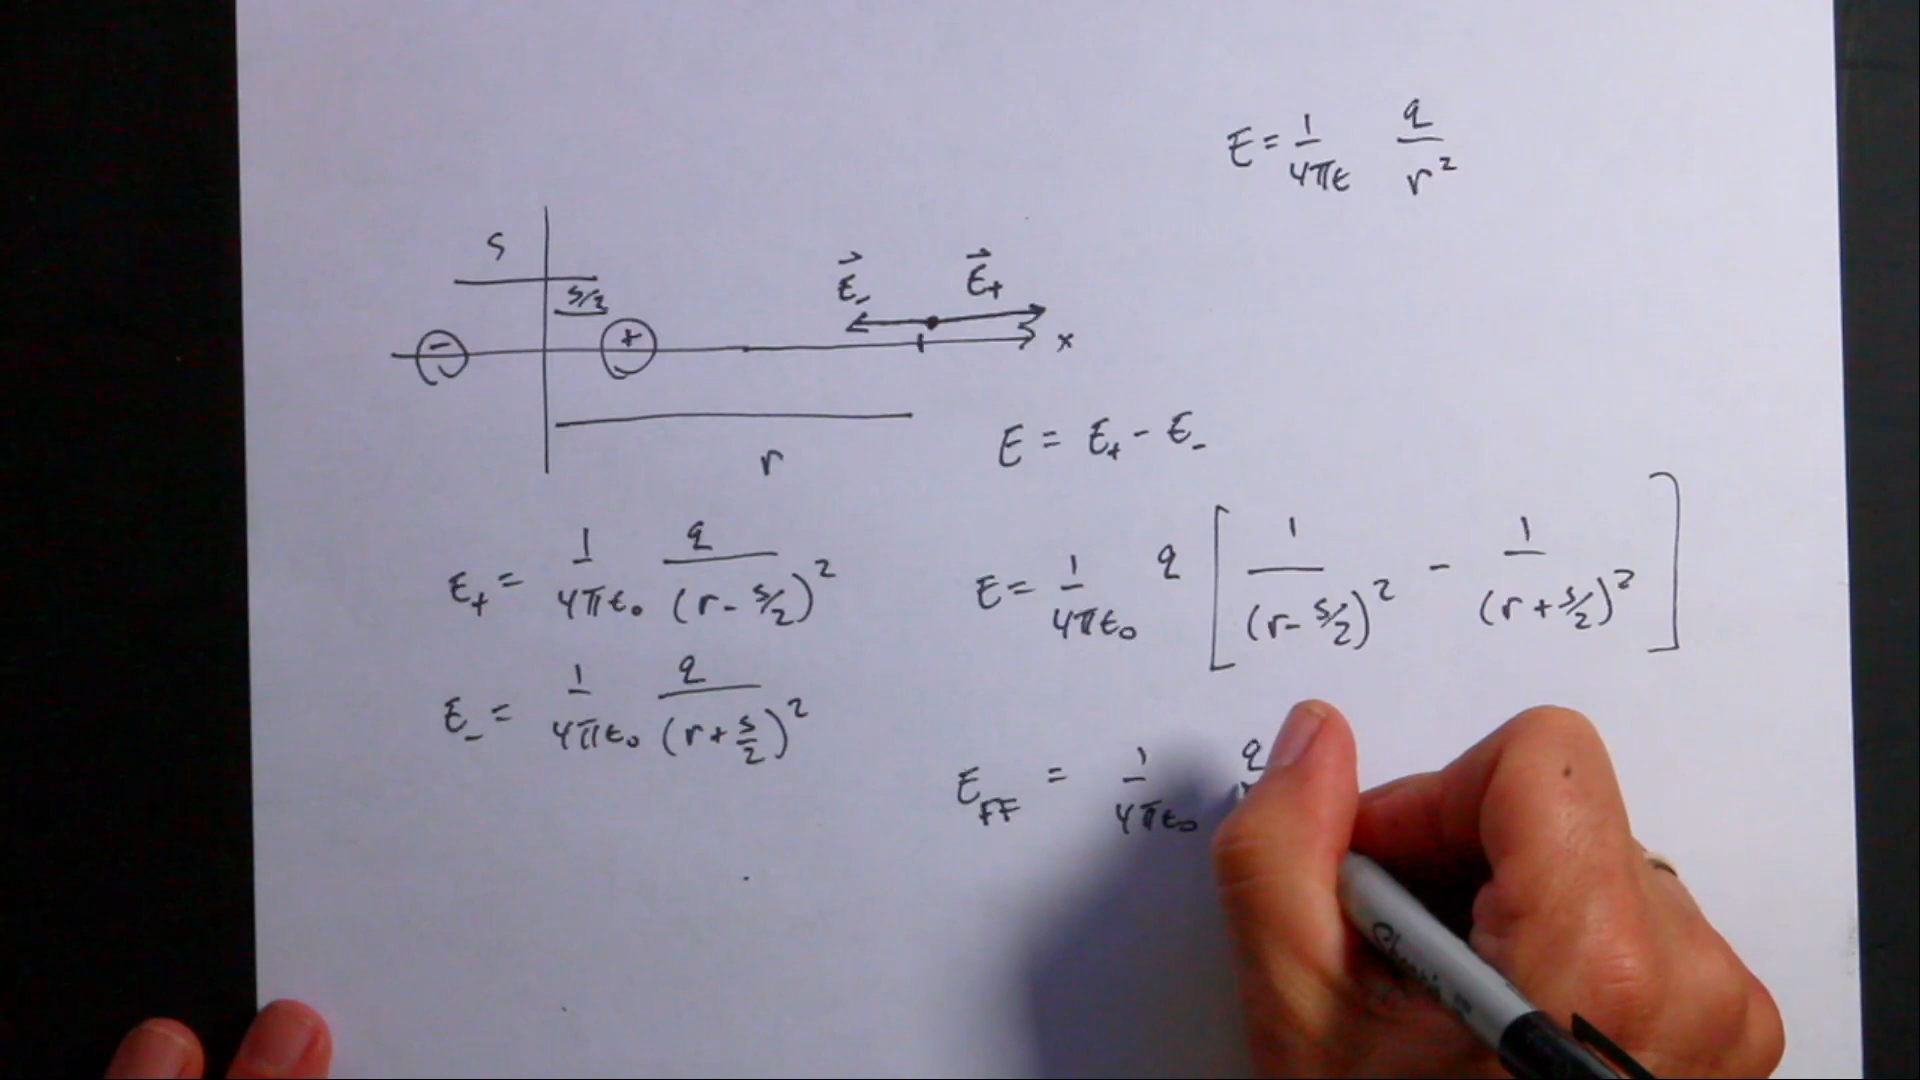 E = 1/4πε q/r²
s
s/2
E⃗₋ E⃗₊
− + x
r
E = E₊ − E₋
E₊ = 1/4πε₀ q/(r − s/2)²
E = 1/4πε₀ q [1/(r − s/2)² − 1/(r + s/2)²]
E₋ = 1/4πε₀ q/(r + s/2)²
E_FF = 1/4πε₀ q
Sharpie